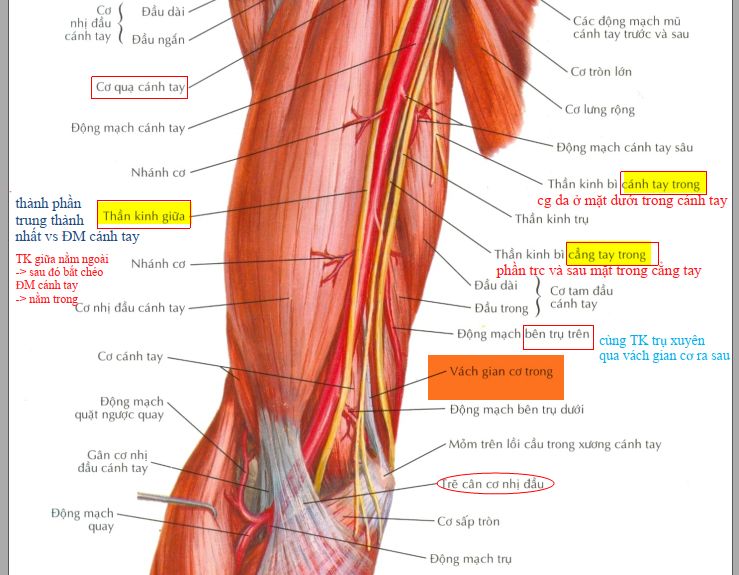 Cơ
nhị đầu
cánh tay
Đầu dài
Đầu ngắn
Cơ quạ cánh tay
Động mạch cánh tay
Nhánh cơ
thành phần
trung thành
nhất vs ĐM cánh tay
Thần kinh giữa
TK giữa nằm ngoài
-> sau đó bắt chéo
ĐM cánh tay
-> nằm trong
Nhánh cơ
Cơ nhị đầu cánh tay
Cơ cánh tay
Động mạch
quặt ngược quay
Gân cơ nhị
đầu cánh tay
Động mạch
quay
Các động mạch mũ
cánh tay trước và sau
Cơ tròn lớn
Cơ lưng rộng
Động mạch cánh tay sâu
Thần kinh bì cánh tay trong
cg da ở mặt dưới trong cánh tay
Thần kinh trụ
Thần kinh bì cẳng tay trong
phần trc và sau mặt trong cẳng tay
Đầu dài
Đầu trong
Cơ tam đầu
cánh tay
Động mạch bên trụ trên
cùng TK trụ xuyên
qua vách gian cơ ra sau
Vách gian cơ trong
Động mạch bên trụ dưới
Mỏm trên lồi cầu trong xương cánh tay
Trẽ cân cơ nhị đầu
Cơ sấp tròn
Động mạch trụ